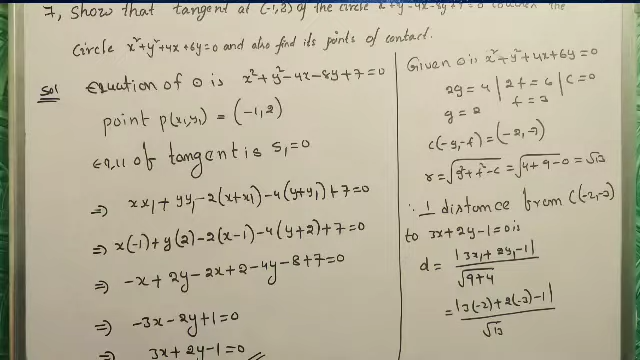 7, Show that tangent at (-1,2) of the circle x²+y²-4x-8y+7=0 touches the
circle x²+y²+4x+6y=0 and also find its points of contact.
Sol equation of ⊙ is x²+y²-4x-8y+7=0
point p(x₁,y₁) = (-1,2)
of tangent is S₁=0
⇒ xx₁+yy₁-2(x+x₁)-4(y+y₁)+7=0
⇒ x(-1)+y(2)-2(x-1)-4(y+2)+7=0
⇒ -x+2y-2x+2-4y-8+7=0
⇒ -3x-2y+1=0
⇒ 3x+2y-1=0
Given ⊙ is x²+y²+4x+6y=0
2g=4 | 2f=6 | c=0
g=2 f=3
c(-g,-f) = (-2,-3)
r=√g²+f²-c = √4+9-0 = √13
∴ ⊥ distance from C(-2,-3)
to 3x+2y-1=0 is
d = |3x₁+2y₁-1| / √9+4
= |3(-2)+2(-3)-1| / √13